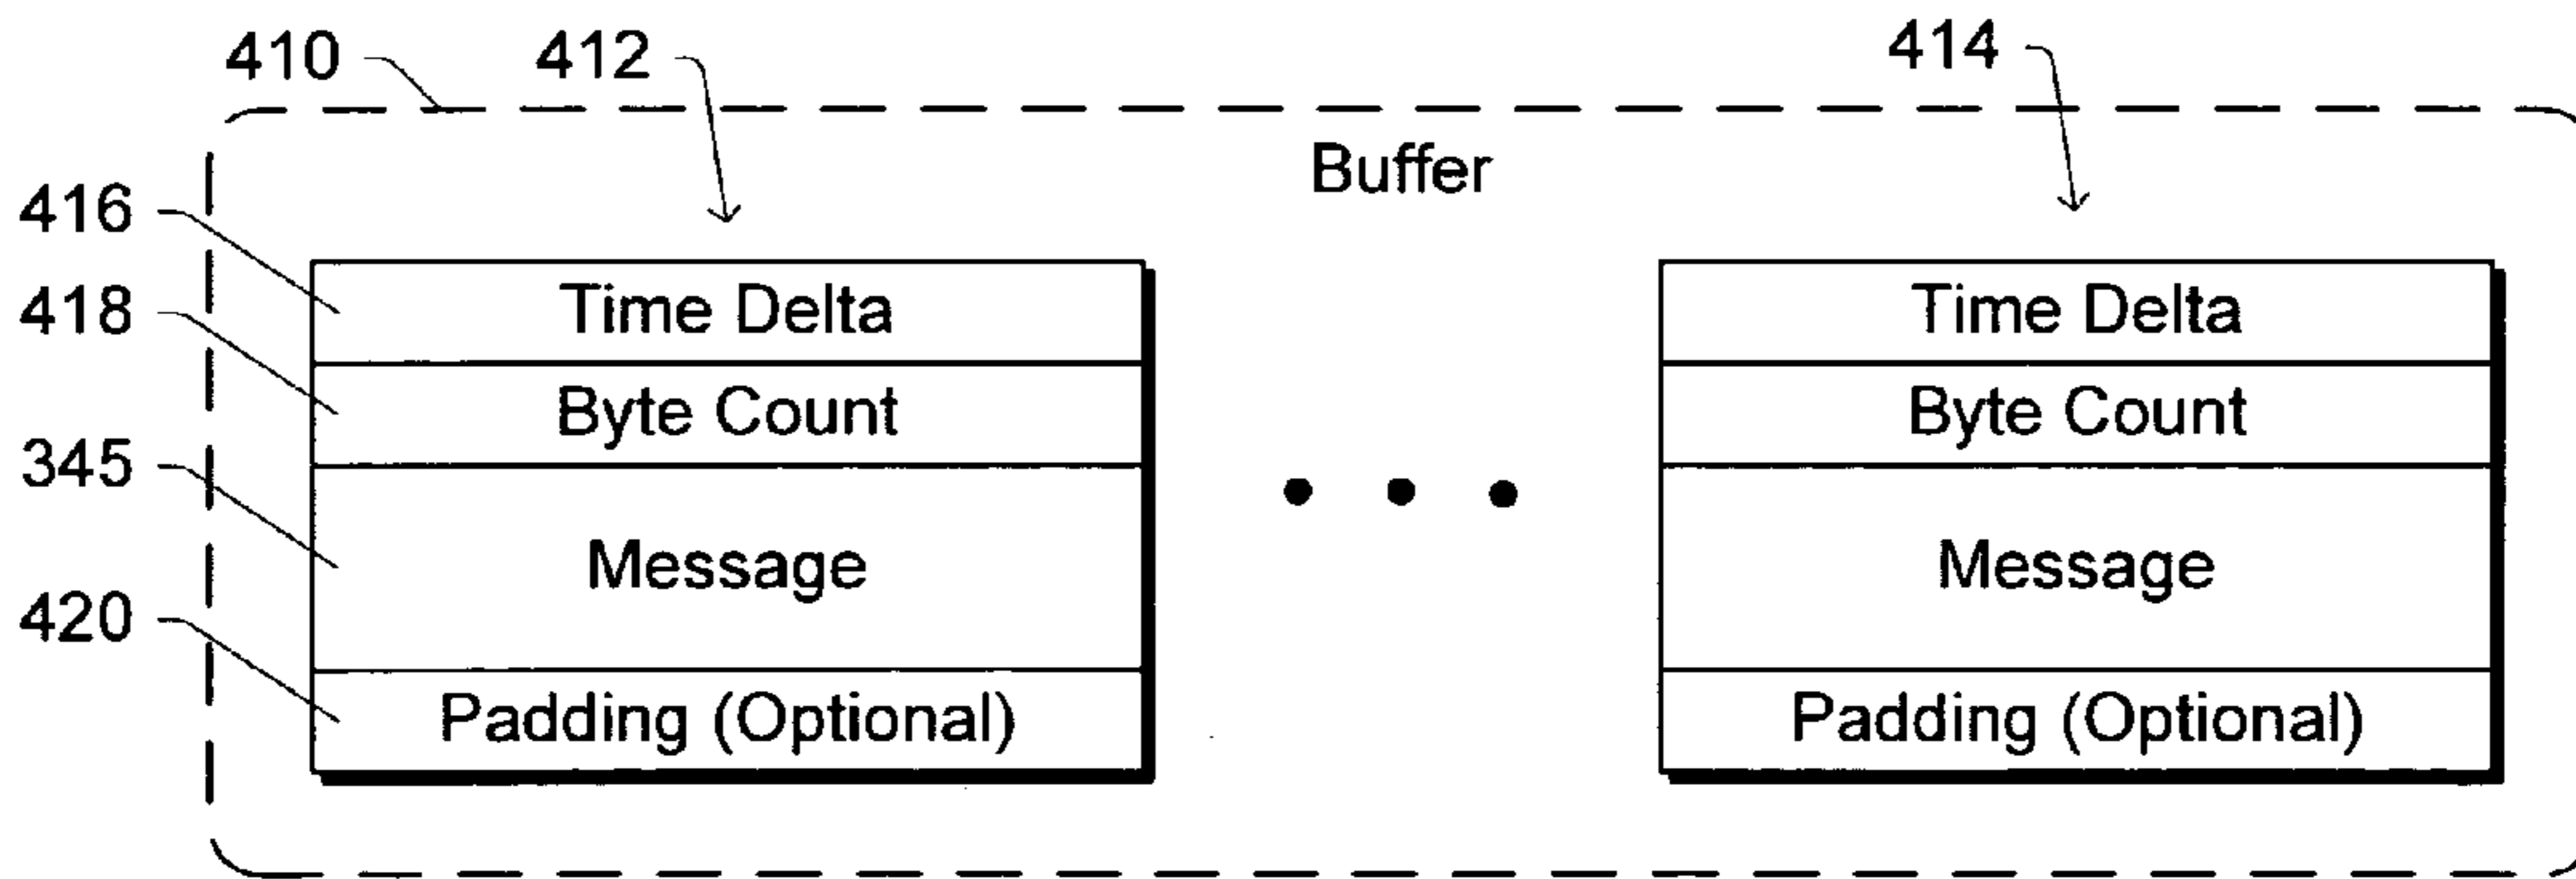 410 412 414
Buffer
416 Time Delta Time Delta
418 Byte Count Byte Count
345 Message Message
420 Padding (Optional) Padding (Optional)